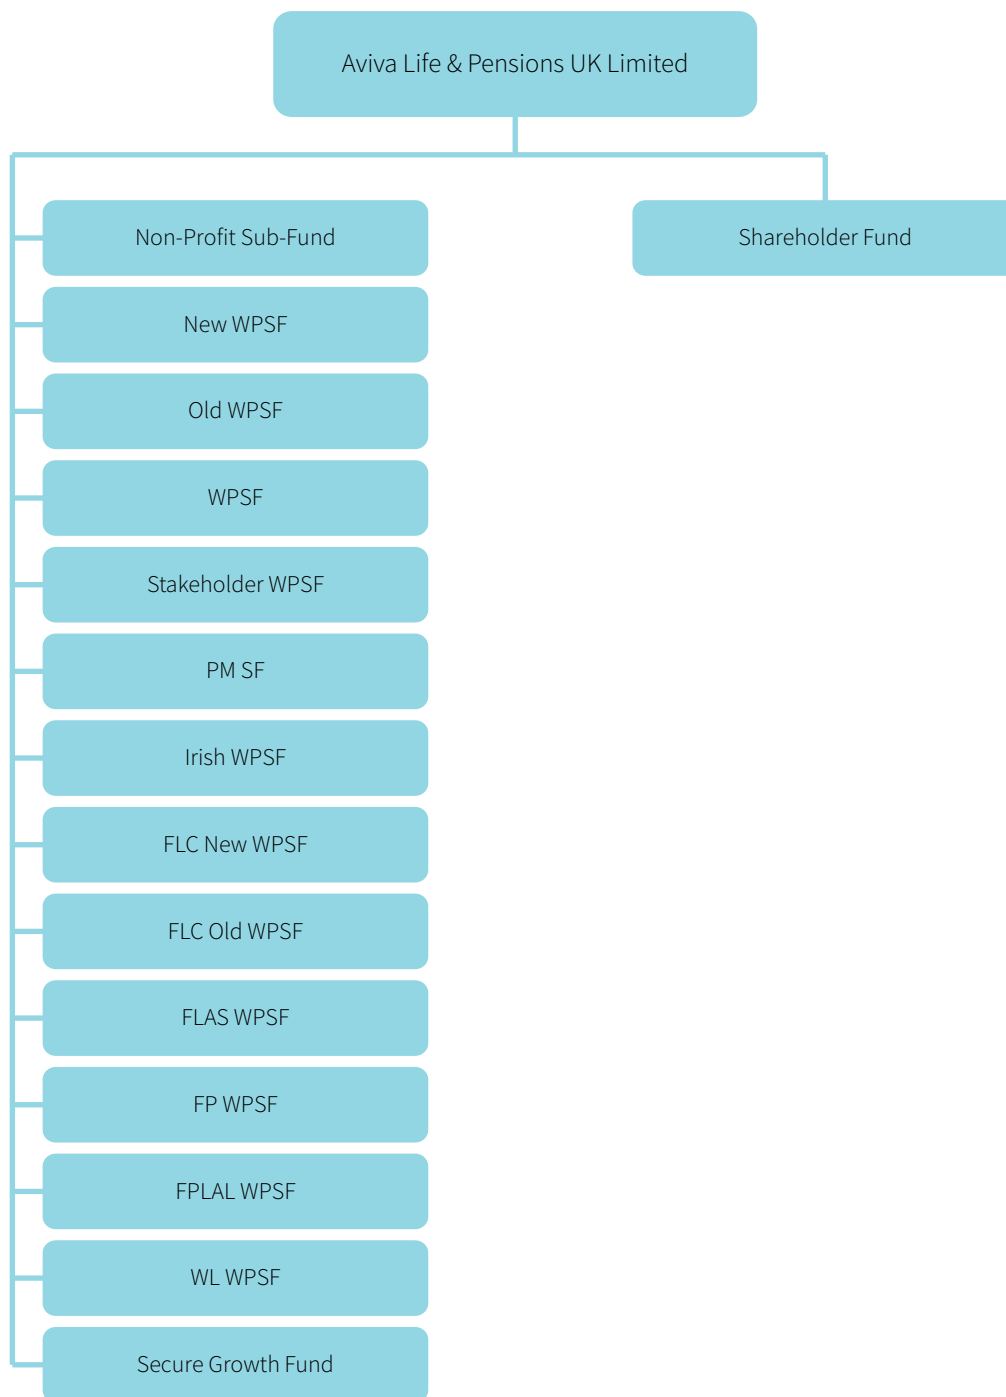 Aviva Life & Pensions UK Limited
Non-Profit Sub-Fund
Shareholder Fund
New WPSF
Old WPSF
WPSF
Stakeholder WPSF
PM SF
Irish WPSF
FLC New WPSF
FLC Old WPSF
FLAS WPSF
FP WPSF
FPLAL WPSF
WL WPSF
Secure Growth Fund